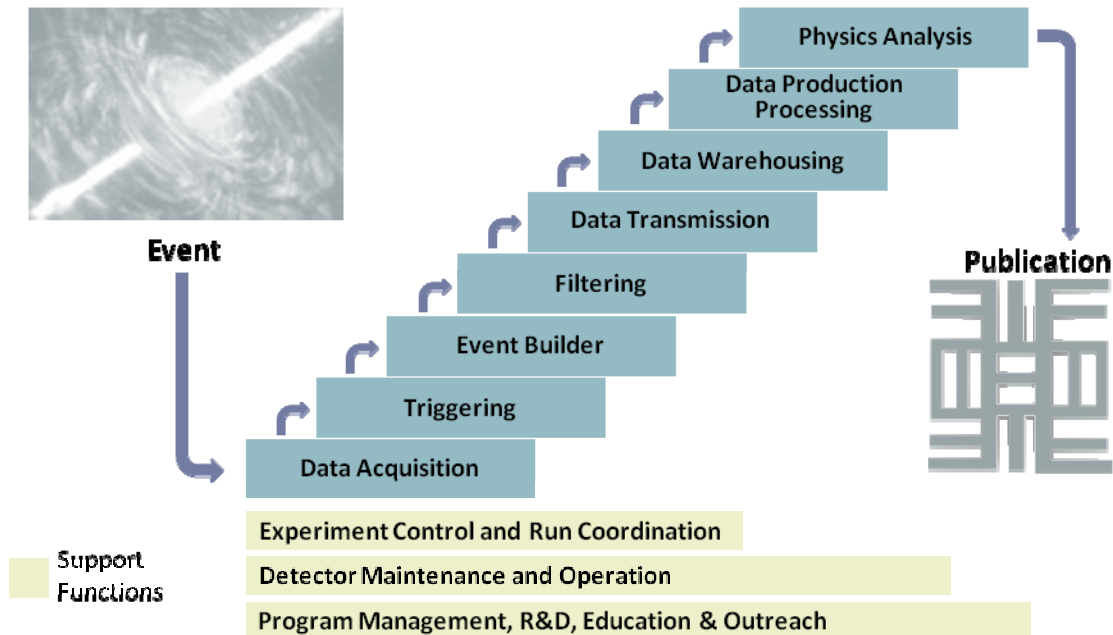 Physics Analysis
Data Production
Processing
Data Warehousing
Data Transmission
Event
Publication
Filtering
Event Builder
Triggering
Data Acquisition
Experiment Control and Run Coordination
Support
Functions
Detector Maintenance and Operation
Program Management, R&D, Education & Outreach